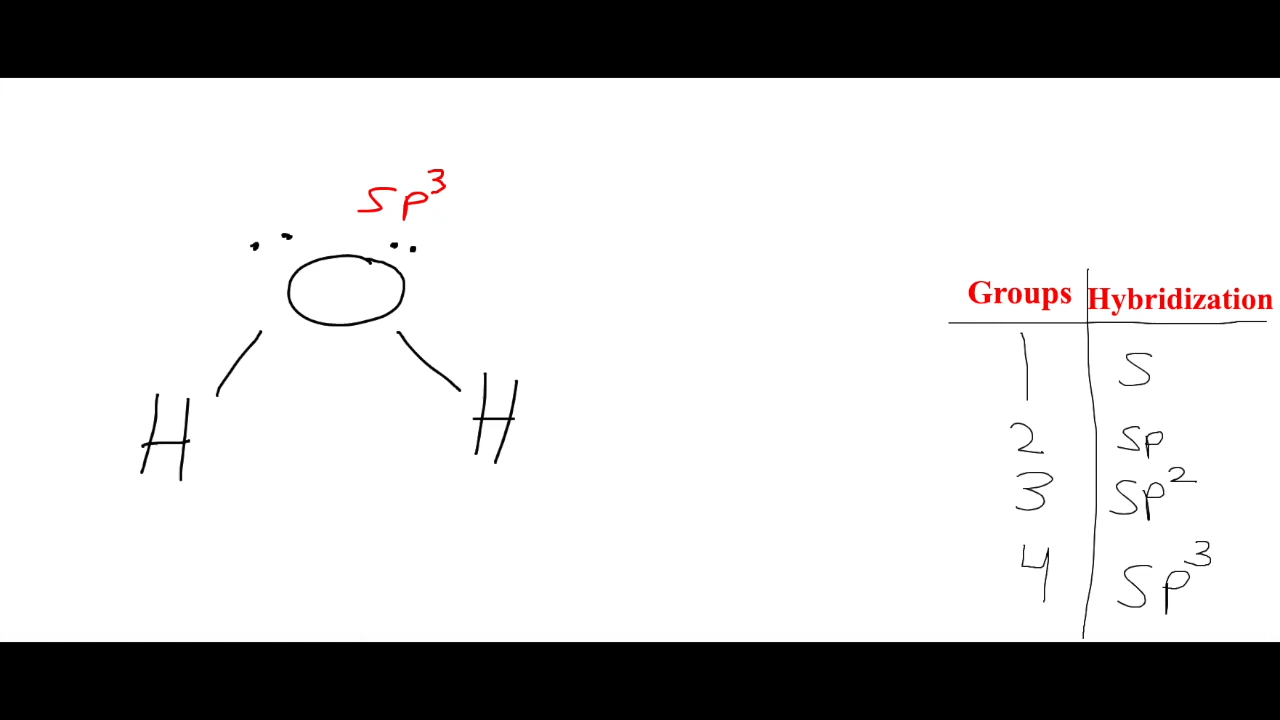 Sp³
O
H H
Groups Hybridization
1 S
2 Sp
3 Sp²
4 Sp³